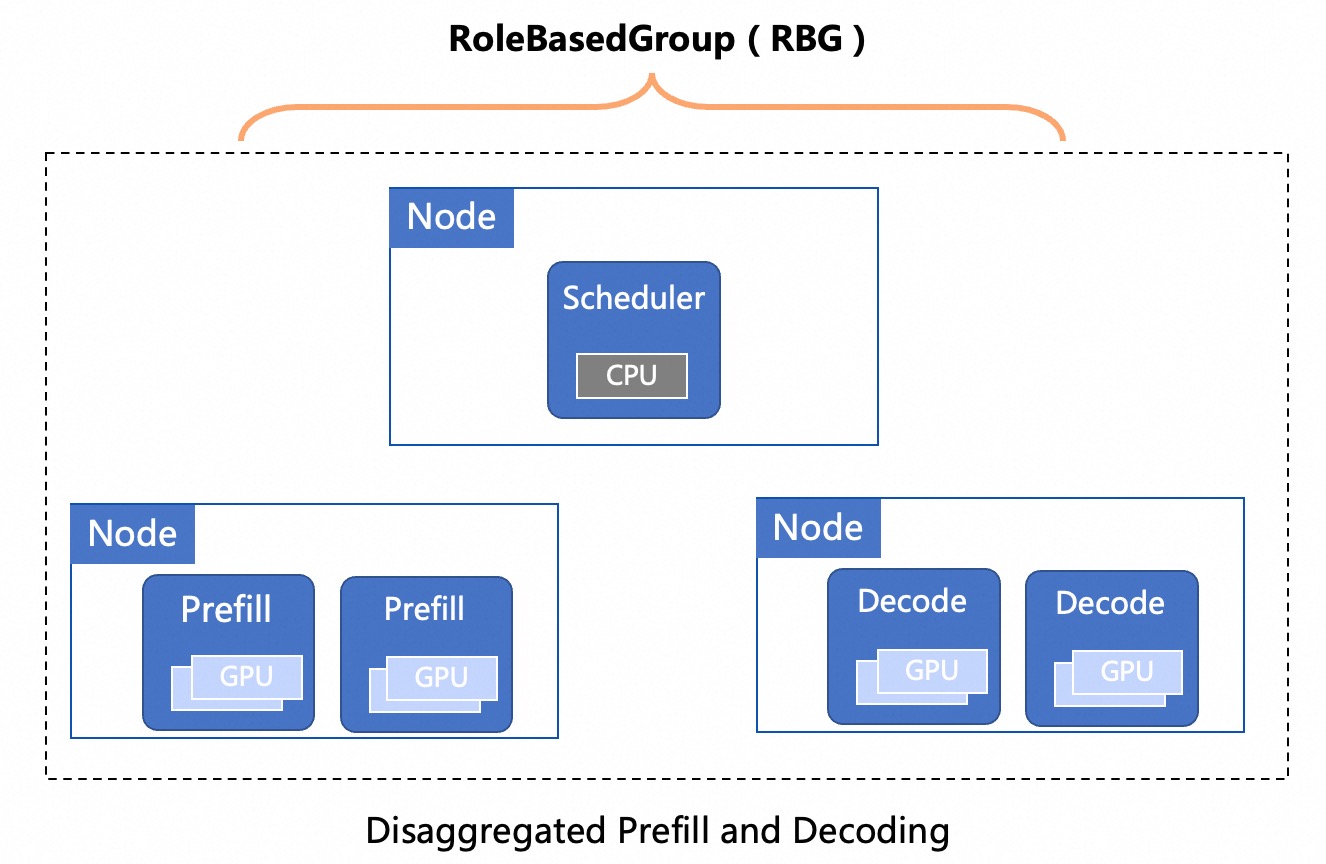 RoleBasedGroup ( RBG )
Node
Scheduler
CPU
Node
Prefill
Prefill
GPU
GPU
Node
Decode
Decode
GPU
GPU
Disaggregated Prefill and Decoding